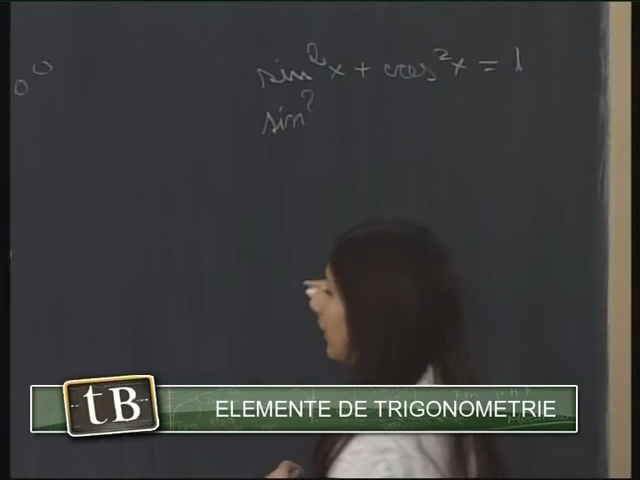 sin²x + cos²x = 1
sin²
tB
ELEMENTE DE TRIGONOMETRIE